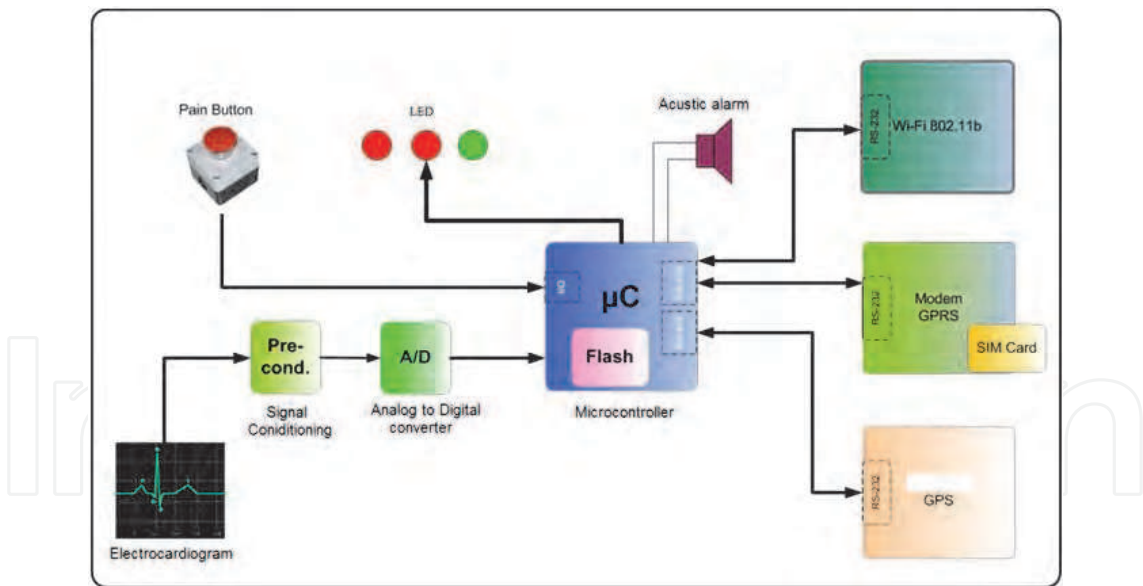 Pain Button
LED
Acustic alarm
RS-232
Wi-Fi 802.11b
µC
Flash
Microcontroller
RS-232
Modem
GPRS
SIM Card
Pre-
cond.
Signal
Coniditioning
A/D
Analog to Digital
converter
RS-232
GPS
Electrocardiogram